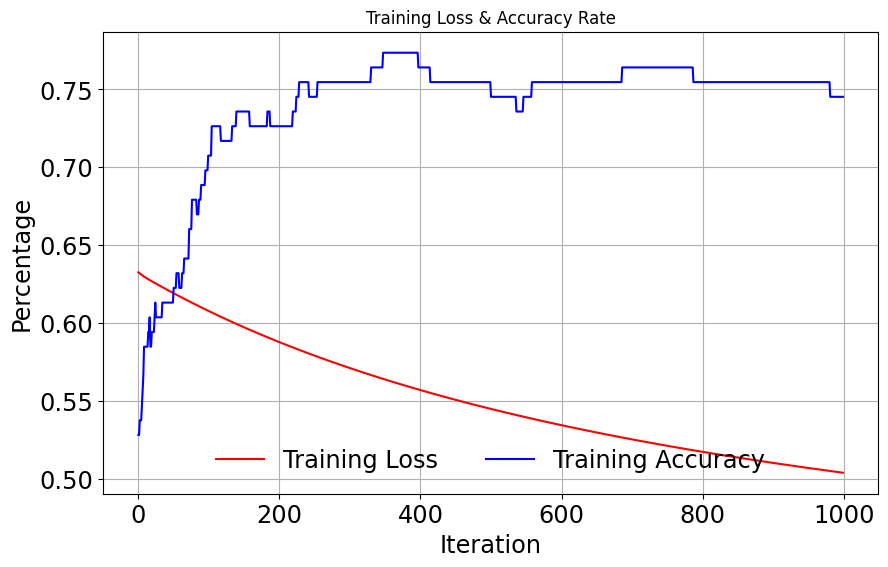 Training Loss & Accuracy Rate
Percentage
0.75
0.70
0.65
0.60
0.55
0.50
Training Loss
Training Accuracy
0
200
400
600
800
1000
Iteration